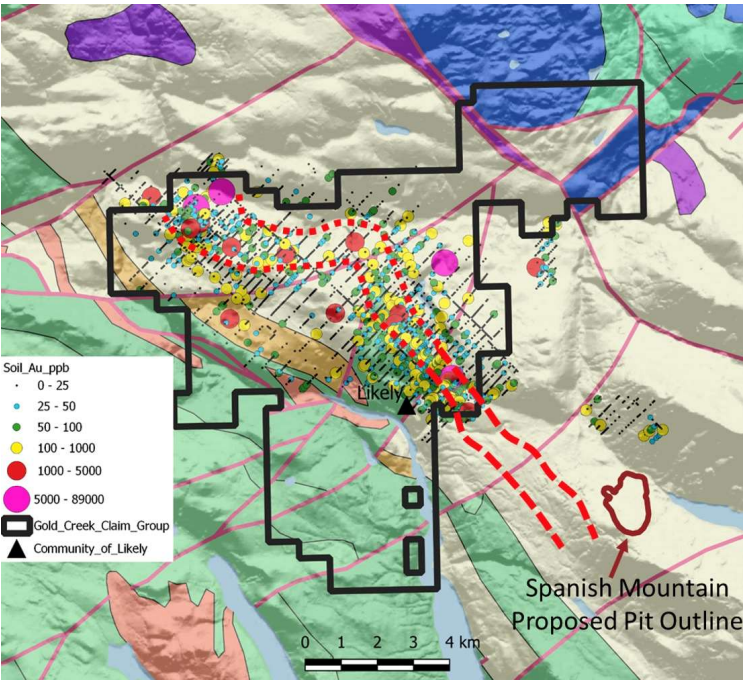 Likely
Soil_Au_ppb
0 - 25
25 - 50
50 - 100
100 - 1000
1000 - 5000
5000 - 89000
Gold_Creek_Claim_Group
Community_of_Likely
Spanish Mountain
Proposed Pit Outline
0 1 2 3 4 km